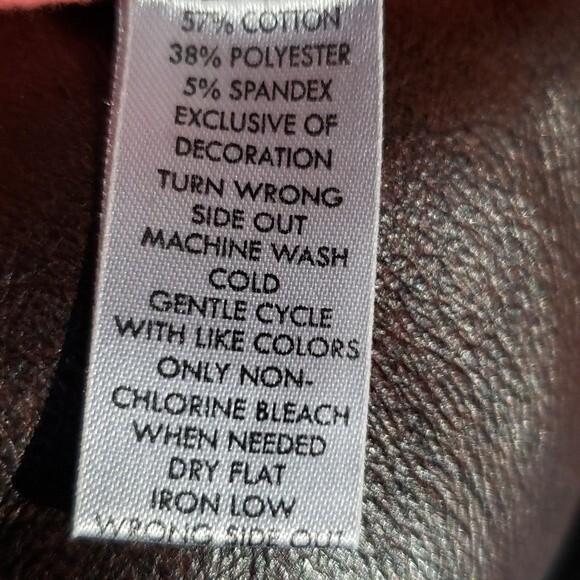 57% COTTON
38% POLYESTER
5% SPANDEX
EXCLUSIVE OF
DECORATION
TURN WRONG
SIDE OUT
MACHINE WASH
COLD
GENTLE CYCLE
WITH LIKE COLORS
ONLY NON-
CHLORINE BLEACH
WHEN NEEDED
DRY FLAT
IRON LOW
WRONG SIDE OUT